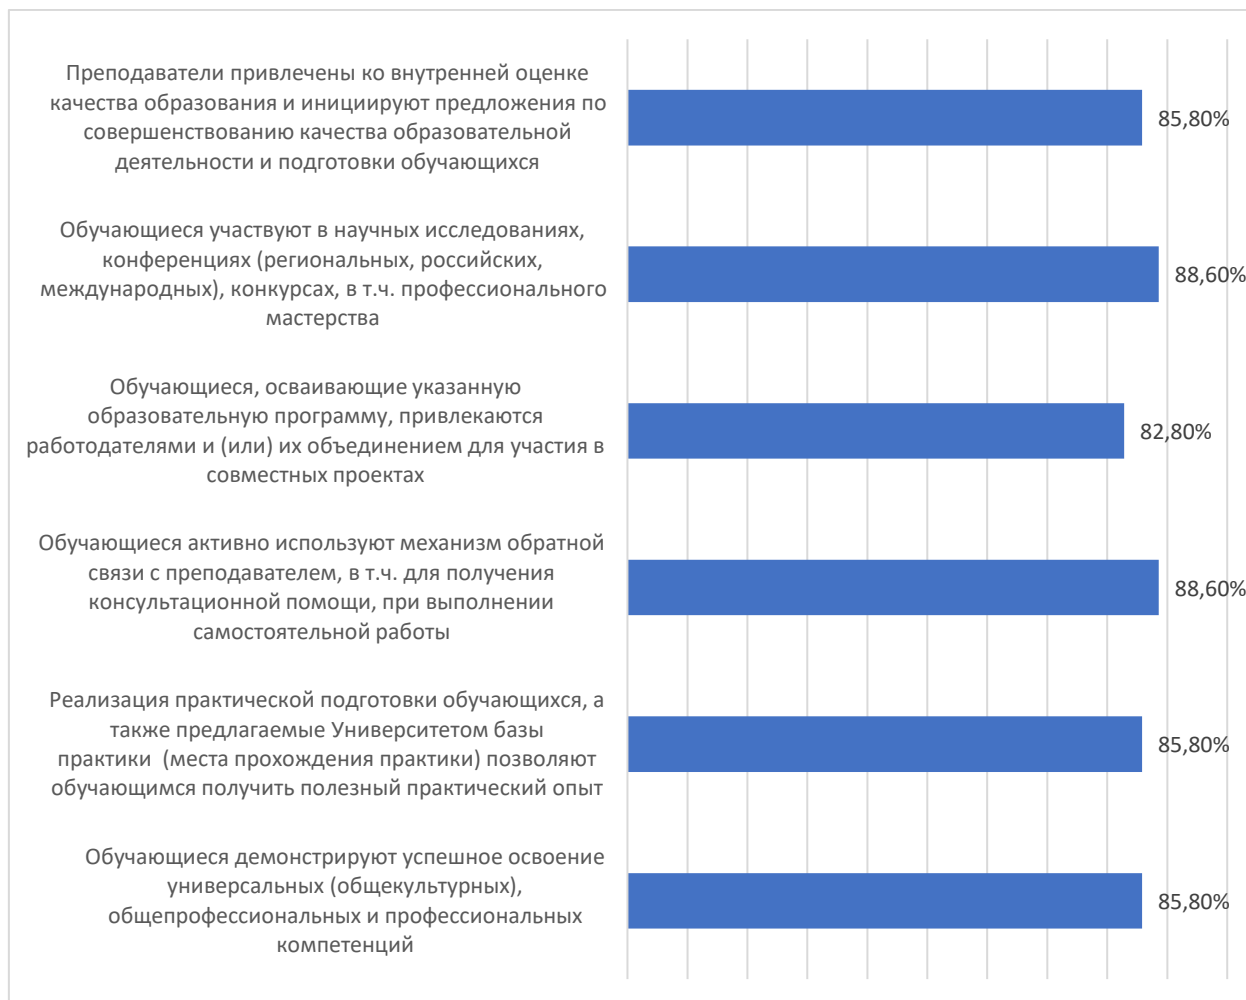 Преподаватели привлечены ко внутренней оценке
качества образования и инициируют предложения по
совершенствованию качества образовательной
деятельности и подготовки обучающихся
85,80%
Обучающиеся участвуют в научных исследованиях,
конференциях (региональных, российских,
международных), конкурсах, в т.ч. профессионального
мастерства
88,60%
Обучающиеся, осваивающие указанную
образовательную программу, привлекаются
работодателями и (или) их объединением для участия в
совместных проектах
82,80%
Обучающиеся активно используют механизм обратной
связи с преподавателем, в т.ч. для получения
консультационной помощи, при выполнении
самостоятельной работы
88,60%
Реализация практической подготовки обучающихся, а
также предлагаемые Университетом базы
практики  (места прохождения практики) позволяют
обучающимся получить полезный практический опыт
85,80%
Обучающиеся демонстрируют успешное освоение
универсальных (общекультурных),
общепрофессиональных и профессиональных
компетенций
85,80%